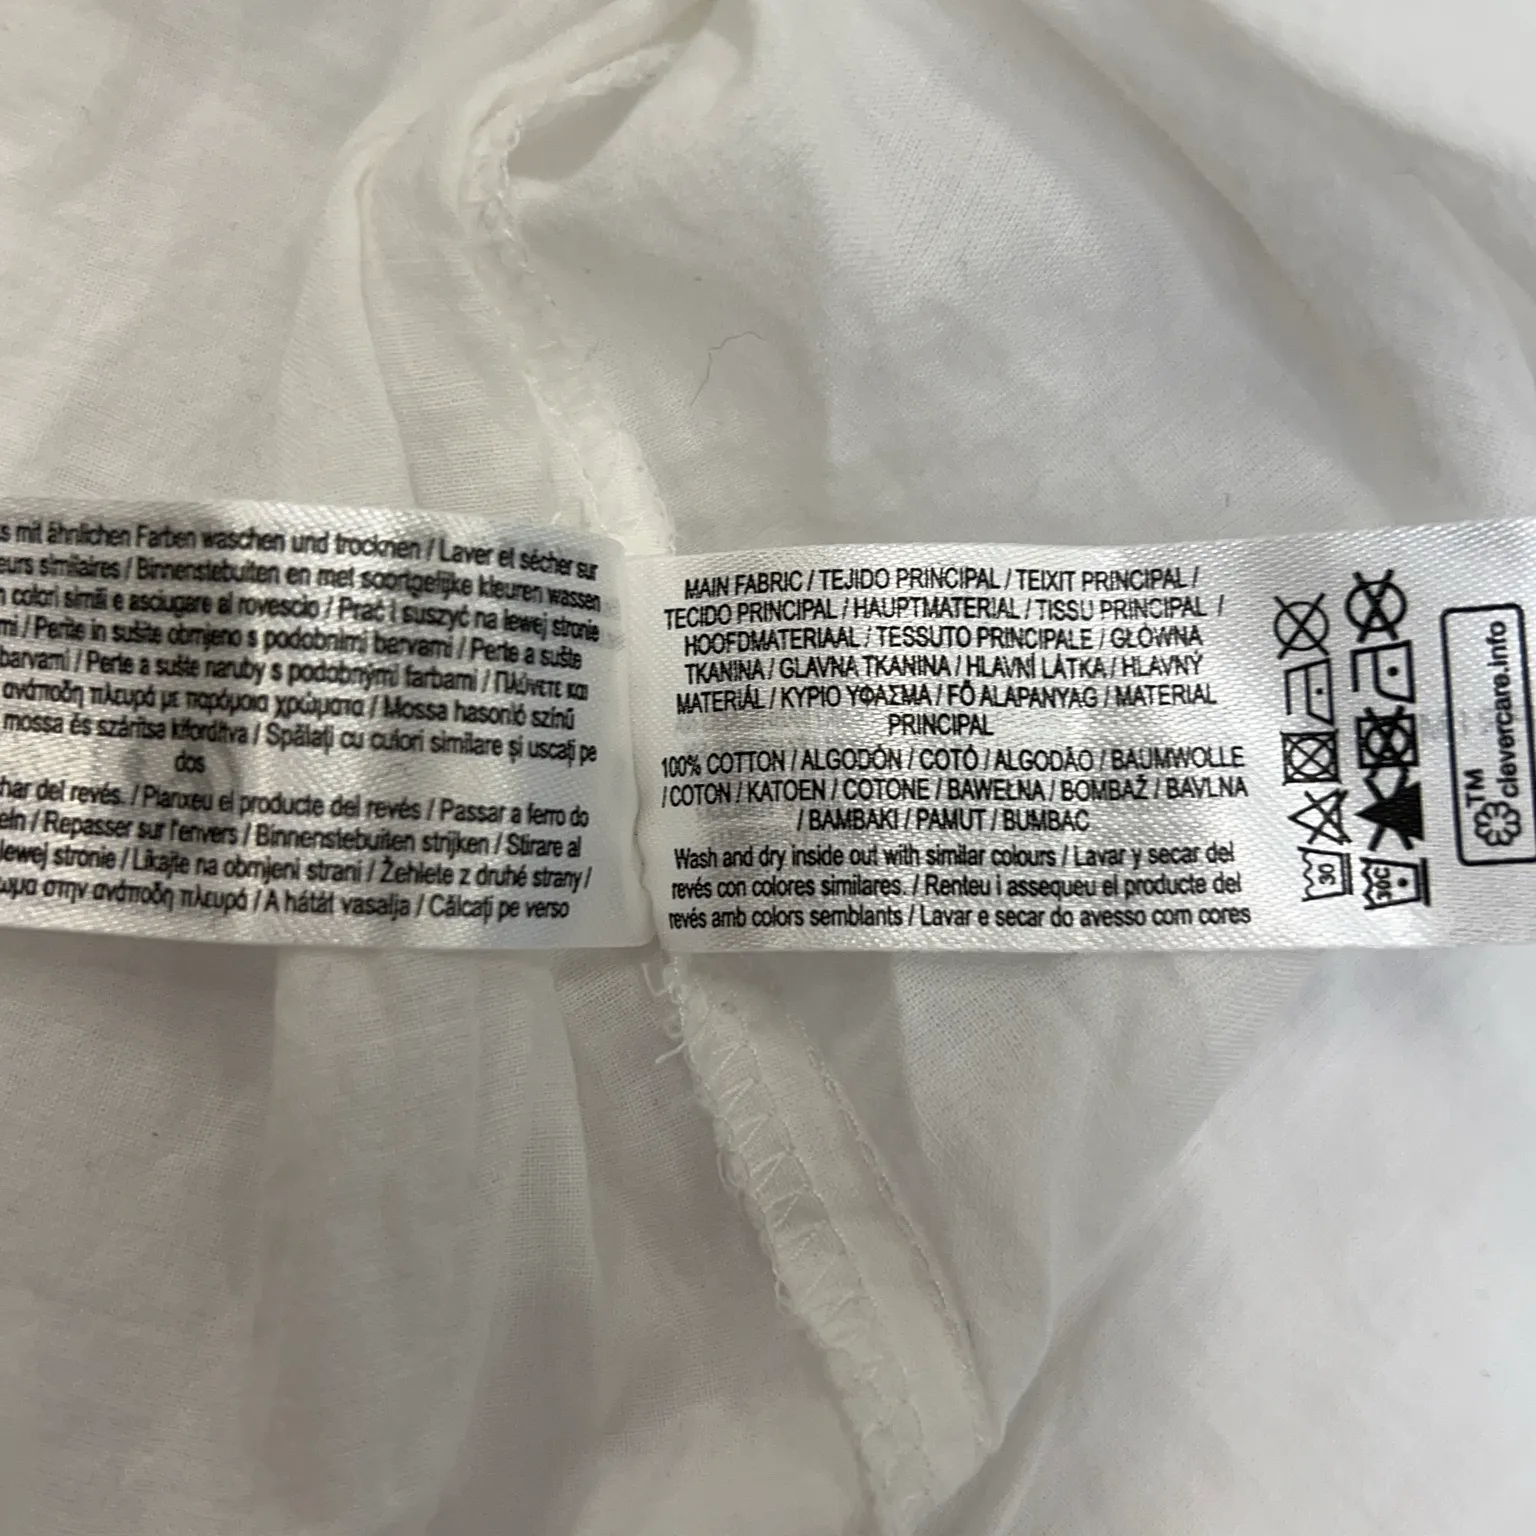 s mit ähnlichen Farben waschen und trocknen / Laver et sécher sur
eurs similaires / Binnenstebuiten en met soortgelijke kleuren wassen
n colori simili e asciugare al rovescio / Prać i suszyć na lewej stronie
mi / Perite in sušite obrnjeno s podobnimi barvami / Perte a sušte
barvami / Perte a sušte naruby s podobnými farbami / Πλύνετε και
ανάποδη πλευρά με παρόμοια χρώματα / Mossa hasonló színű
mossa és szárítsa kifordítva / Spălați cu culori similare și uscați pe
dos
har del revés. / Planxeu el producte del revés / Passar a ferro do
eln / Repasser sur l'envers / Binnenstebuiten strijken / Stirare al
lewej stronie / Likajte na obrnjeni strani / Žehlete z druhé strany /
ωμα στην ανάποδη πλευρά / A hátát vasalja / Călcați pe verso
MAIN FABRIC / TEJIDO PRINCIPAL / TEIXIT PRINCIPAL /
TECIDO PRINCIPAL / HAUPTMATERIAL / TISSU PRINCIPAL /
HOOFDMATERIAAL / TESSUTO PRINCIPALE / GŁÓWNA
TKANINA / GLAVNA TKANINA / HLAVNÍ LÁTKA / HLAVNÝ
MATERIÁL / ΚΥΡΙΟ ΥΦΑΣΜΑ / FŐ ALAPANYAG / MATERIAL
PRINCIPAL
100% COTTON / ALGODÓN / COTÓ / ALGODÃO / BAUMWOLLE
/ COTON / KATOEN / COTONE / BAWEŁNA / BOMBAŽ / BAVLNA
/ ΒΑΜΒΑΚΙ / PAMUT / BUMBAC
Wash and dry inside out with similar colours / Lavar y secar del
revés con colores similares. / Renteu i assequeu el producte del
revés amb colors semblants / Lavar e secar do avesso com cores
30
30C
TM
clevercare.info